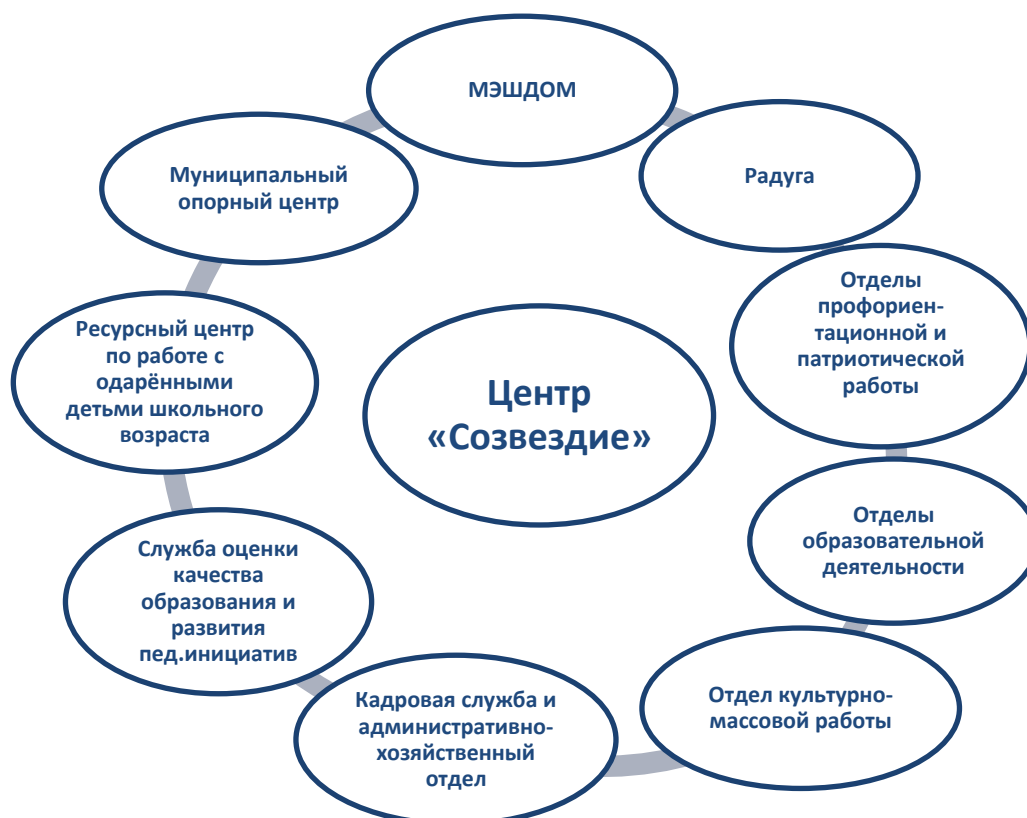 МЭШДОМ
Радуга
Муниципальный
опорный центр
Отделы
профориен-
тационной и
патриотической
работы
Ресурсный центр
по работе с
одарёнными
детьми школьного
возраста
Центр
«Созвездие»
Отделы
образовательной
деятельности
Служба оценки
качества
образования и
развития
пед.инициатив
Отдел культурно-
массовой работы
Кадровая служба и
административно-
хозяйственный
отдел